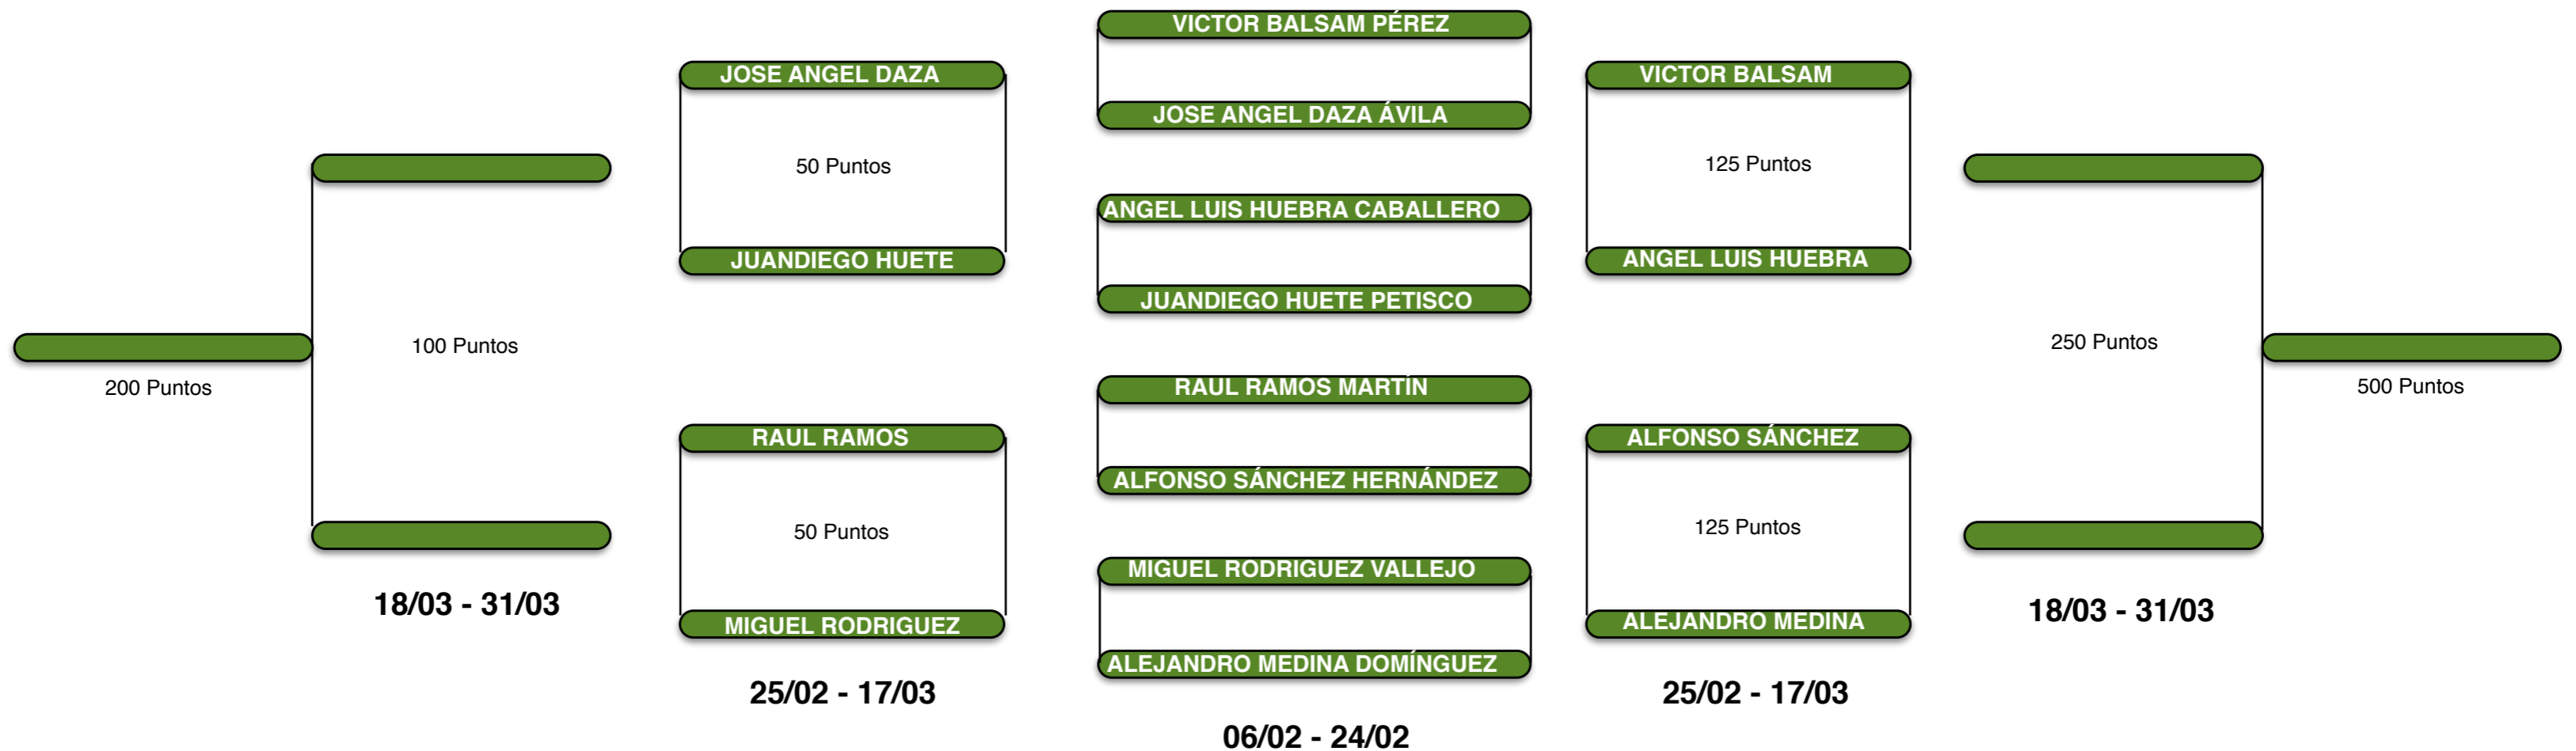 VICTOR BALSAM PÉREZ
JOSE ANGEL DAZA
VICTOR BALSAM
JOSE ANGEL DAZA ÁVILA
50 Puntos
125 Puntos
ANGEL LUIS HUEBRA CABALLERO
JUANDIEGO HUETE
ANGEL LUIS HUEBRA
JUANDIEGO HUETE PETISCO
100 Puntos
250 Puntos
200 Puntos
500 Puntos
RAUL RAMOS MARTÍN
RAUL RAMOS
ALFONSO SÁNCHEZ
ALFONSO SÁNCHEZ HERNÁNDEZ
50 Puntos
125 Puntos
MIGUEL RODRIGUEZ VALLEJO
18/03 - 31/03
18/03 - 31/03
MIGUEL RODRIGUEZ
ALEJANDRO MEDINA
ALEJANDRO MEDINA DOMÍNGUEZ
25/02 - 17/03
25/02 - 17/03
06/02 - 24/02